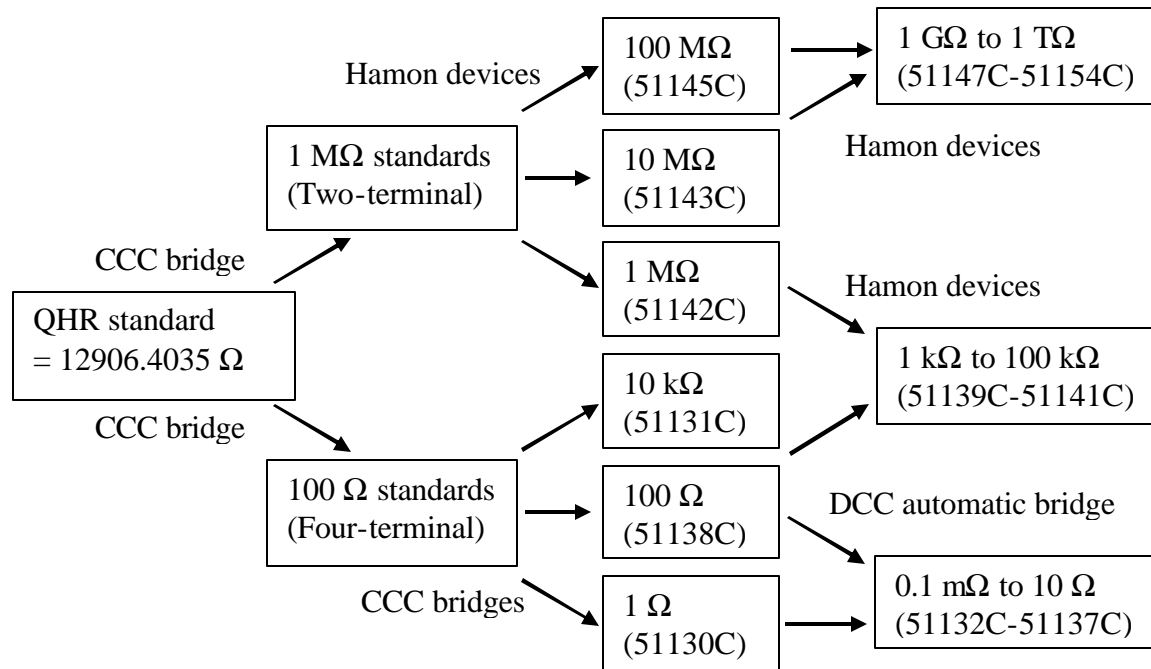 100 MΩ
(51145C)
1 GΩ to 1 TΩ
(51147C-51154C)
Hamon devices
1 MΩ standards
(Two-terminal)
10 MΩ
(51143C)
Hamon devices
CCC bridge
1 MΩ
(51142C)
Hamon devices
QHR standard
= 12906.4035 Ω
1 kΩ to 100 kΩ
(51139C-51141C)
10 kΩ
(51131C)
CCC bridge
100 Ω standards
(Four-terminal)
100 Ω
(51138C)
DCC automatic bridge
CCC bridges
1 Ω
(51130C)
0.1 mΩ to 10 Ω
(51132C-51137C)